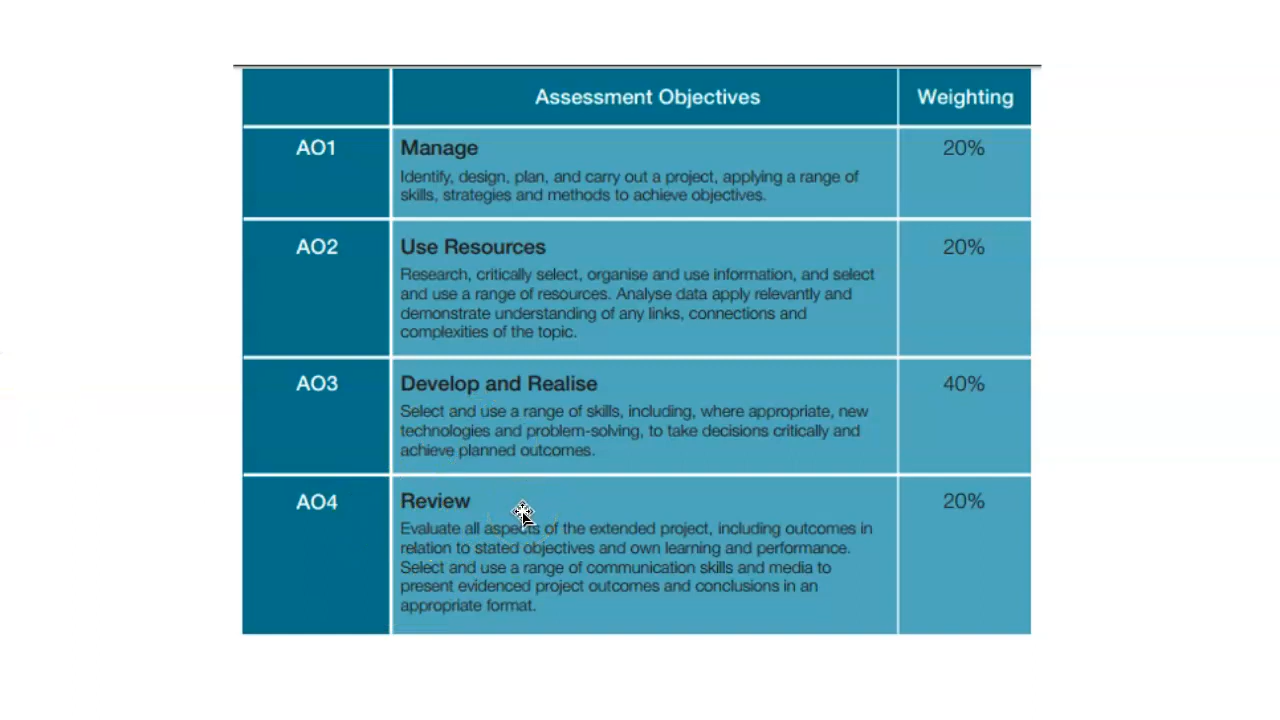 Assessment Objectives Weighting
AO1 Manage 20%
Identify, design, plan, and carry out a project, applying a range of
skills, strategies and methods to achieve objectives.
AO2 Use Resources 20%
Research, critically select, organise and use information, and select
and use a range of resources. Analyse data apply relevantly and
demonstrate understanding of any links, connections and
complexities of the topic.
AO3 Develop and Realise 40%
Select and use a range of skills, including, where appropriate, new
technologies and problem-solving, to take decisions critically and
achieve planned outcomes.
AO4 Review 20%
Evaluate all aspects of the extended project, including outcomes in
relation to stated objectives and own learning and performance.
Select and use a range of communication skills and media to
present evidenced project outcomes and conclusions in an
appropriate format.